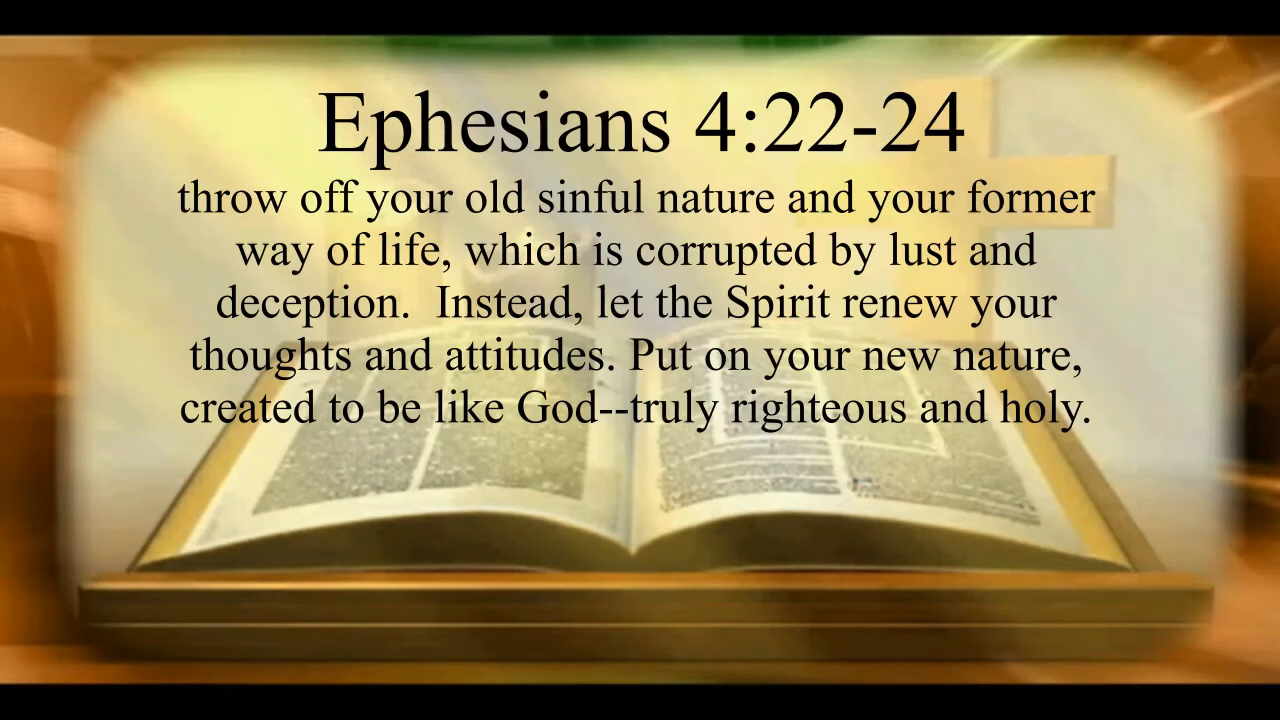 Ephesians 4:22-24
throw off your old sinful nature and your former
way of life, which is corrupted by lust and
deception.  Instead, let the Spirit renew your
thoughts and attitudes. Put on your new nature,
created to be like God--truly righteous and holy.